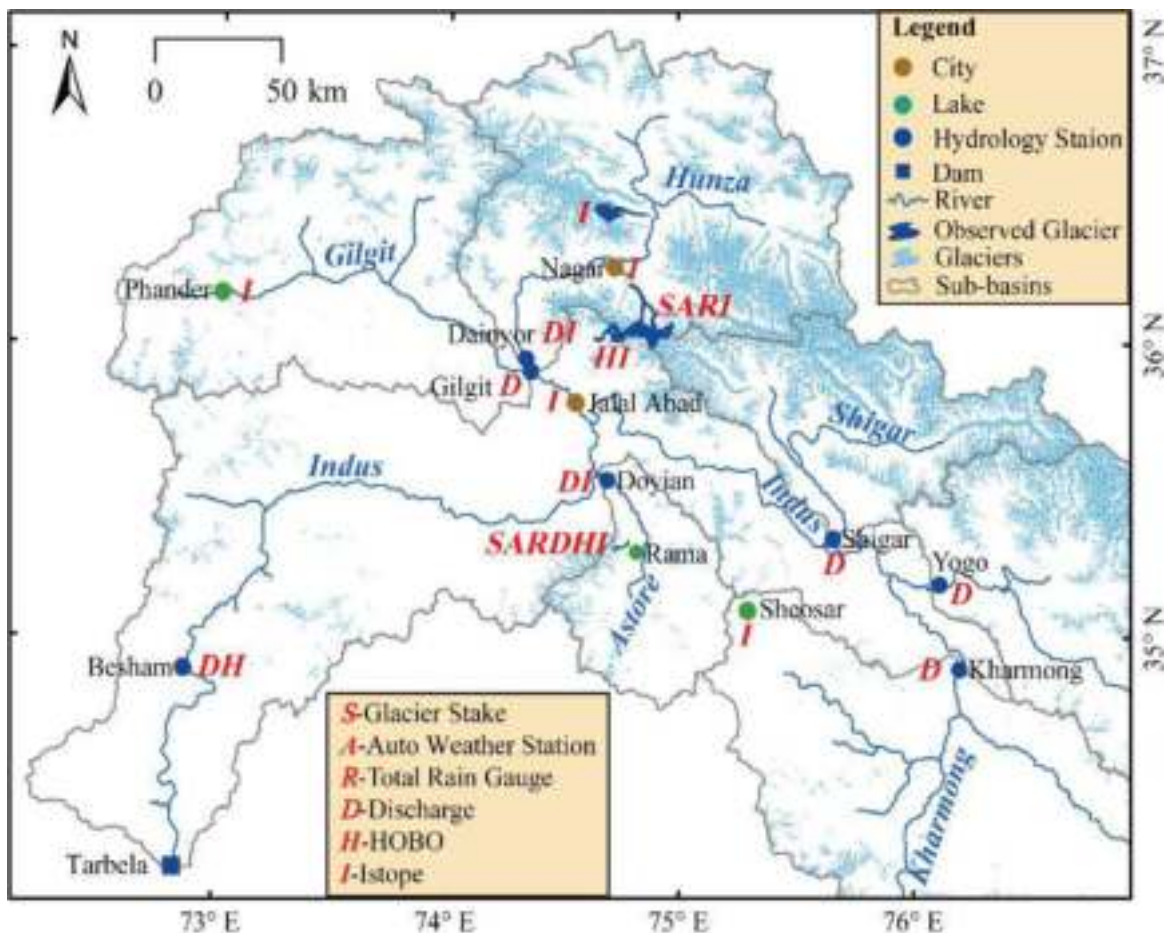 N
0 50 km
37° N
Legend
City
Lake
Hydrology Staion
Dam
River
Observed Glacier
Glaciers
Sub-basins
Hunza
I
Gilgit
Nagar I
Phander I
SARI
Dainyor DI
III
36° N
Gilgit D
I Jalal Abad
Shigar
Indus
DI Doyian
Indus
SARDHI Rama
Shigar
D
Yogo
D
Astore
Sheosar
I
35° N
Besham DH
D Kharmong
S-Glacier Stake
A-Auto Weather Station
R-Total Rain Gauge
D-Discharge
H-HOBO
I-Istope
Kharmong
Tarbela
73° E 74° E 75° E 76° E